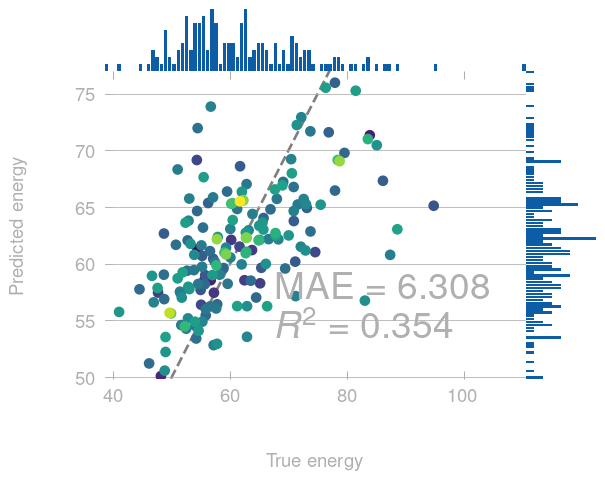 75
70
65
60
55
50
Predicted energy
MAE = 6.308
R² = 0.354
40 60 80 100
True energy